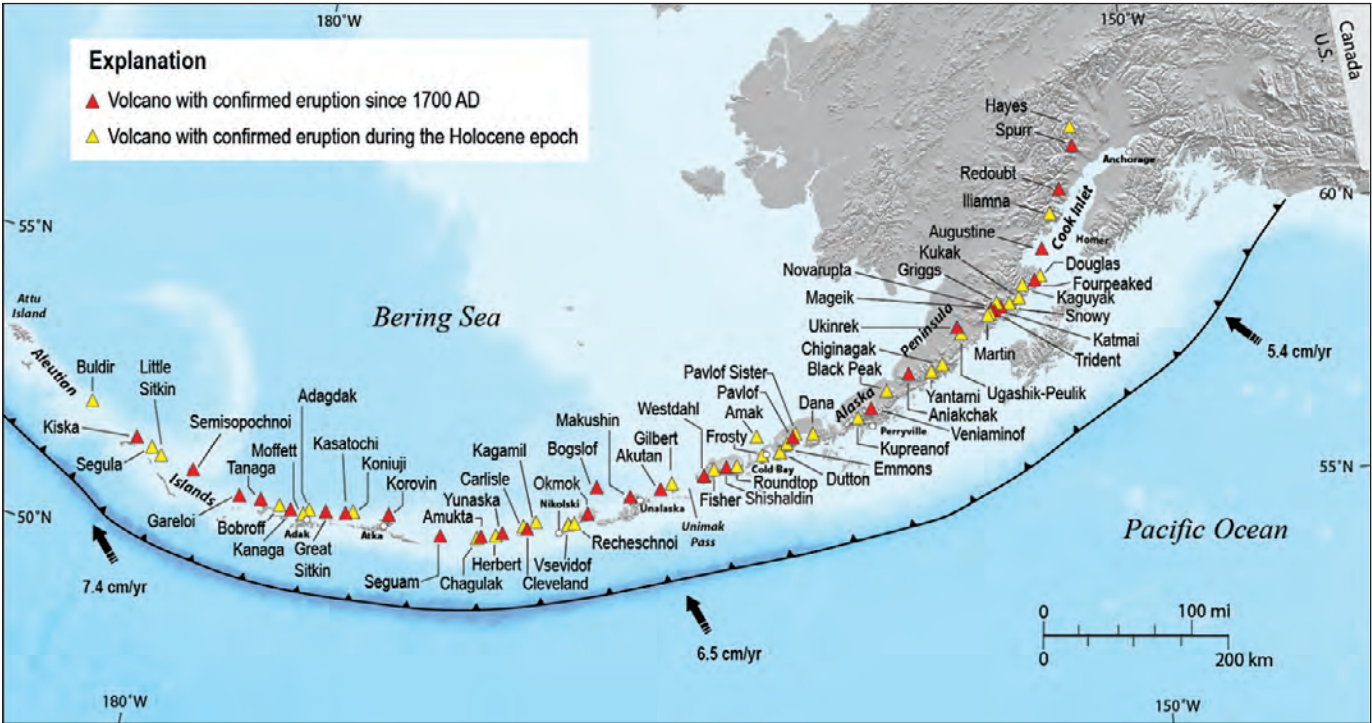 180°W
150°W
Canada
U.S.
Explanation
Volcano with confirmed eruption since 1700 AD
Volcano with confirmed eruption during the Holocene epoch
Hayes
Spurr
Anchorage
Redoubt
60°N
Iliamna
Cook Inlet
55°N
Augustine
Homer
Kukak
Douglas
Novarupta
Griggs
Fourpeaked
Mageik
Kaguyak
Attu
Island
Bering Sea
Snowy
Ukinrek
Peninsula
Katmai
5.4 cm/yr
Martin
Trident
Aleutian
Buldir
Little
Sitkin
Chiginagak
Black Peak
Ugashik-Peulik
Pavlof Sister
Adagdak
Pavlof
Dana
Alaska
Yantarni
Kiska
Semisopochnoi
Makushin
Westdahl
Amak
Aniakchak
Segula
Moffett
Kasatochi
Kagamil
Gilbert
Frosty
Perryville
Veniaminof
Tanaga
Koniuji
Carlisle
Bogslof
Akutan
Cold Bay
Kupreanof
Islands
Korovin
Yunaska
Okmok
Emmons
55°N
50°N
Gareloi
Amukta
Nikolski
Roundtop
Dutton
Bobroff
Adak
Atka
Unalaska
Fisher
Shishaldin
Kanaga
Great
Sitkin
Unimak
Pass
Recheschnoi
Pacific Ocean
Herbert
Vsevidof
Seguam
Chagulak
Cleveland
7.4 cm/yr
0
100 mi
6.5 cm/yr
0
200 km
180°W
150°W